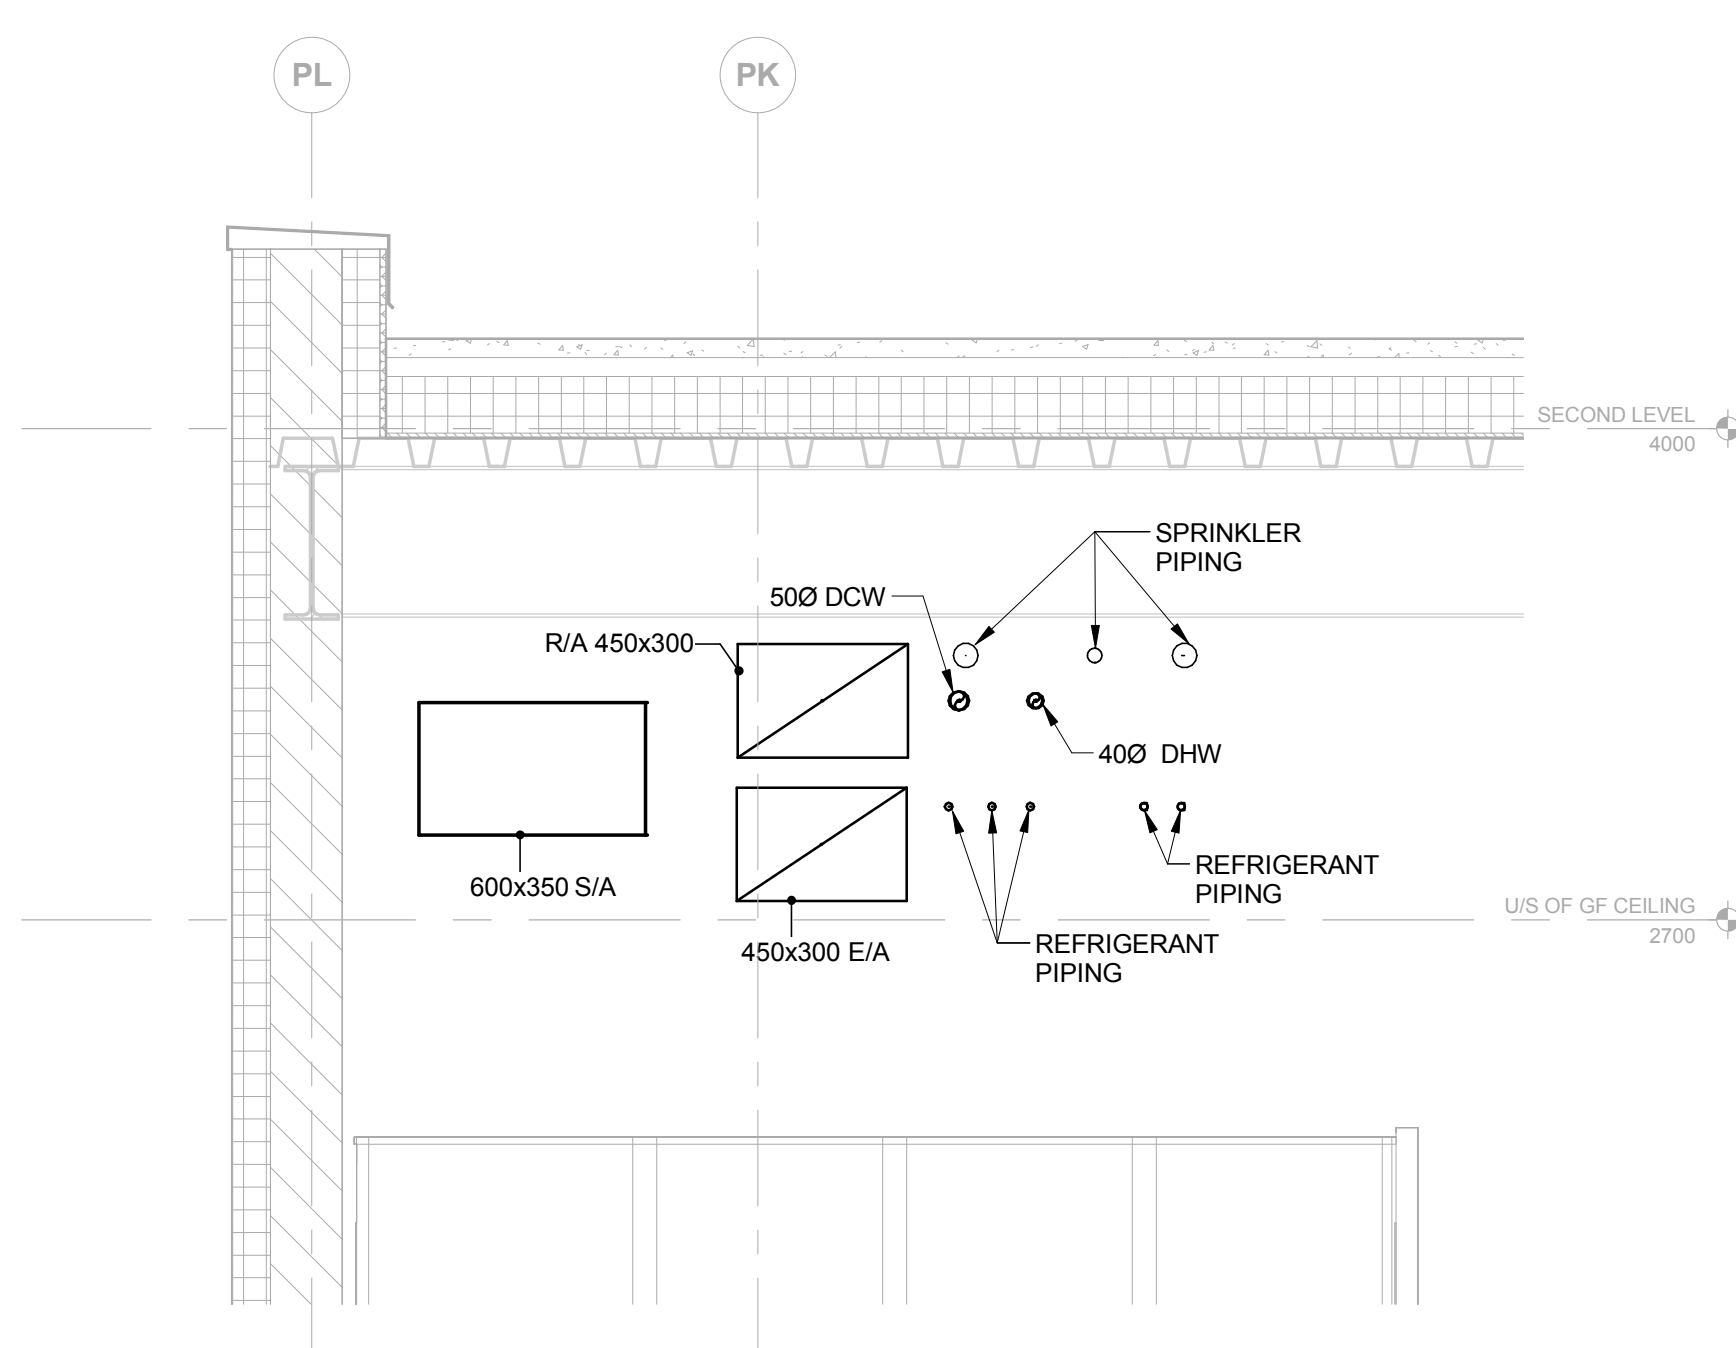 PL
PK
SECOND LEVEL
4000
SPRINKLER
PIPING
50Ø DCW
R/A 450x300
40Ø DHW
600x350 S/A
REFRIGERANT
PIPING
U/S OF GF CEILING
2700
450x300 E/A
REFRIGERANT
PIPING